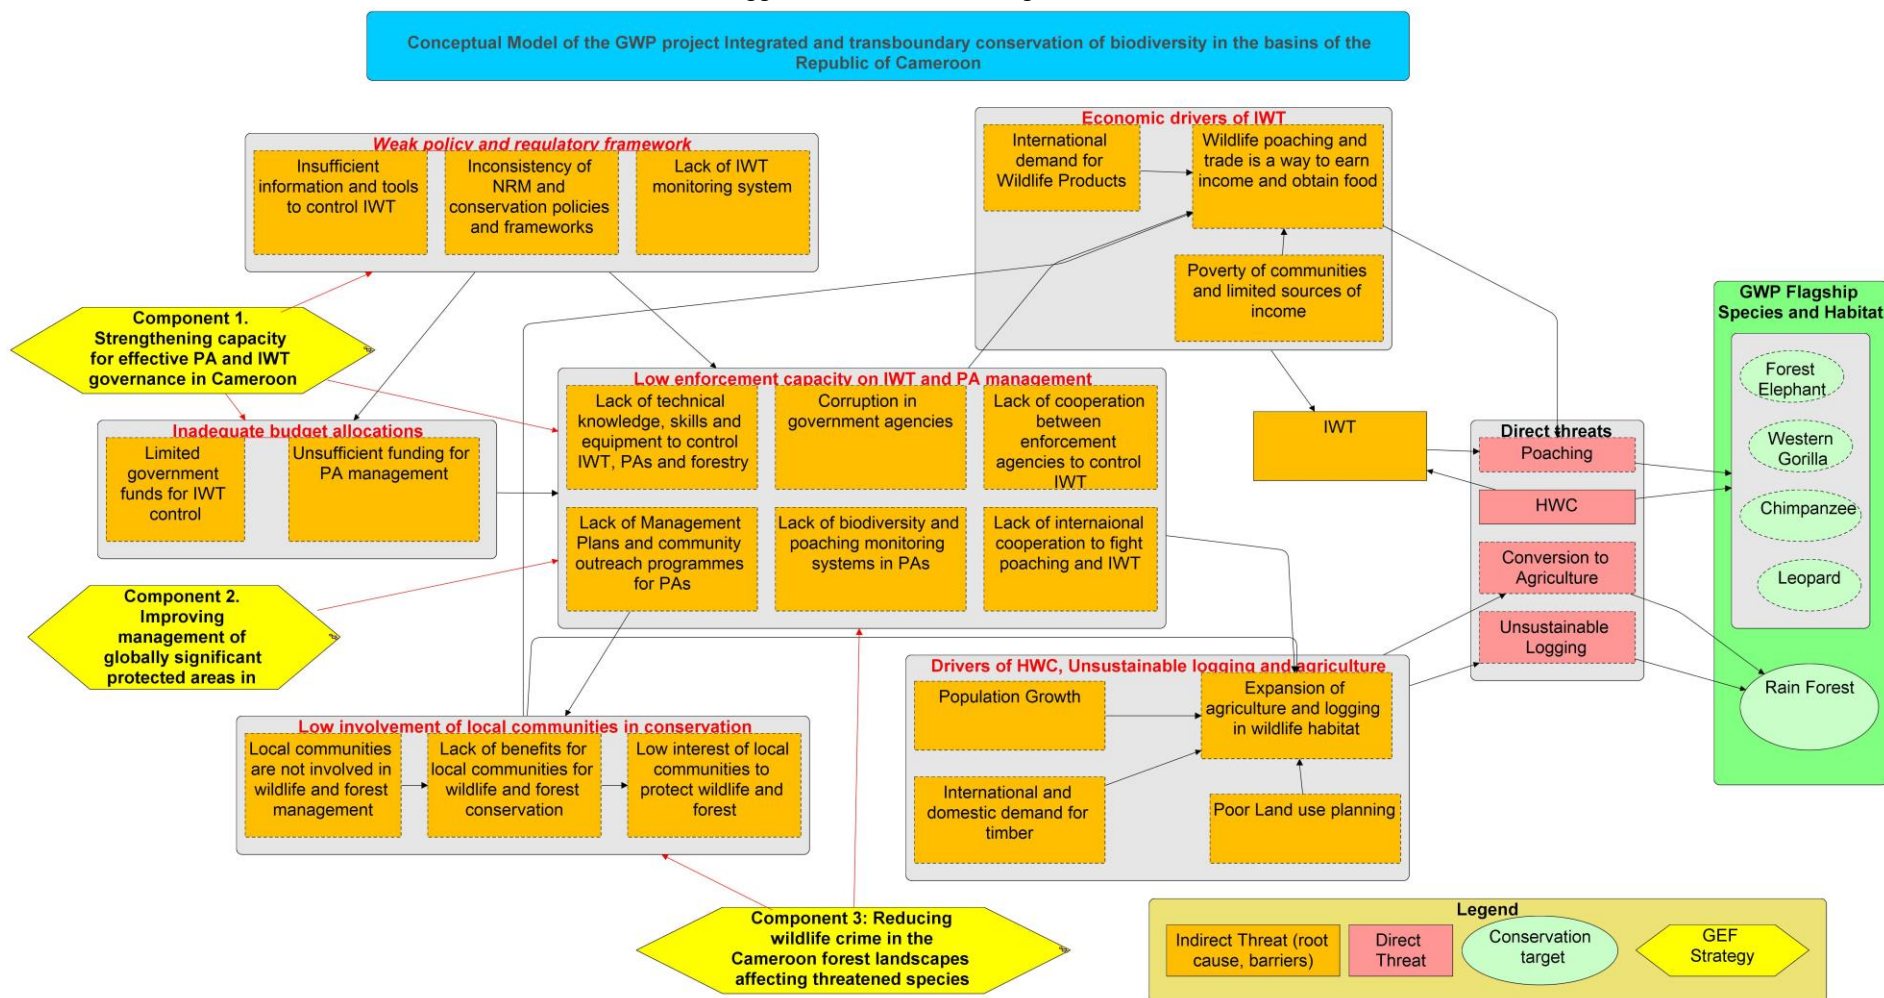 Conceptual Model of the GWP project Integrated and transboundary conservation of biodiversity in the basins of the
Republic of Cameroon
Weak policy and regulatory framework
Insufficient
information and tools
to control IWT
Inconsistency of
NRM and
conservation policies
and frameworks
Lack of IWT
monitoring system
Economic drivers of IWT
International
demand for
Wildlife Products
Wildlife poaching and
trade is a way to earn
income and obtain food
Poverty of communities
and limited sources of
income
Component 1.
Strengthening capacity
for effective PA and IWT
governance in Cameroon
Inadequate budget allocations
Limited
government
funds for IWT
control
Unsufficient funding for
PA management
Low enforcement capacity on IWT and PA management
Lack of technical
knowledge, skills and
equipment to control
IWT, PAs and forestry
Corruption in
government agencies
Lack of cooperation
between
enforcement
agencies to control
IWT
Lack of Management
Plans and community
outreach programmes
for PAs
Lack of biodiversity and
poaching monitoring
systems in PAs
Lack of internaional
cooperation to fight
poaching and IWT
IWT
Direct threats
Poaching
HWC
Conversion to
Agriculture
Unsustainable
Logging
GWP Flagship
Species and Habitat
Forest
Elephant
Western
Gorilla
Chimpanzee
Leopard
Rain Forest
Component 2.
Improving
management of
globally significant
protected areas in
Low involvement of local communities in conservation
Local communities
are not involved in
wildlife and forest
management
Lack of benefits for
local communities for
wildlife and forest
conservation
Low interest of local
communities to
protect wildlife and
forest
Drivers of HWC, Unsustainable logging and agriculture
Population Growth
Expansion of
agriculture and logging
in wildlife habitat
International and
domestic demand for
timber
Poor Land use planning
Component 3: Reducing
wildlife crime in the
Cameroon forest landscapes
affecting threatened species
Legend
Indirect Threat (root
cause, barriers)
Direct
Threat
Conservation
target
GEF
Strategy